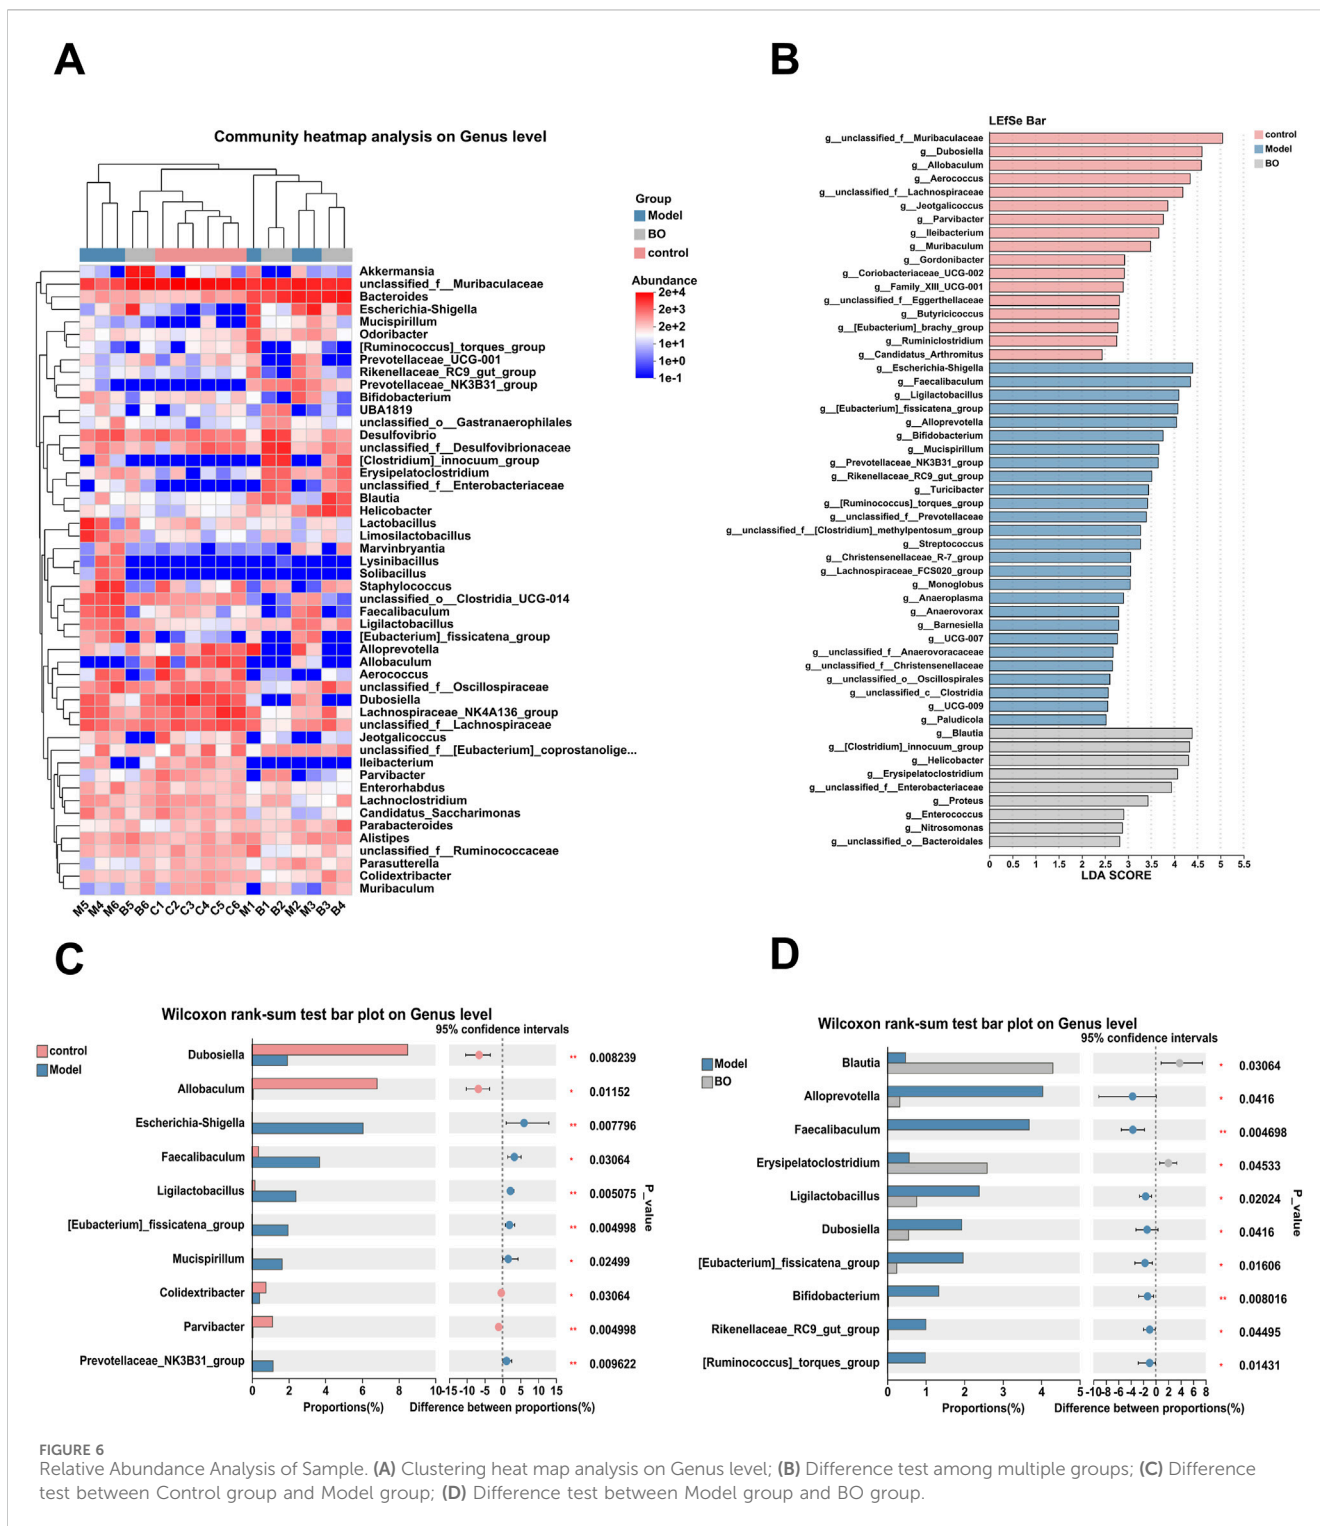 A
Community heatmap analysis on Genus level
Group
Model
BO
control
Abundance
2e+4
2e+3
2e+2
1e+1
1e+0
1e-1
Akkermansia
unclassified_f__Muribaculaceae
Bacteroides
Escherichia-Shigella
Mucispirillum
Odoribacter
[Ruminococcus]_torques_group
Prevotellaceae_UCG-001
Rikenellaceae_RC9_gut_group
Prevotellaceae_NK3B31_group
Bifidobacterium
UBA1819
unclassified_o__Gastranaerophilales
Desulfovibrio
unclassified_f__Desulfovibrionaceae
[Clostridium]_innocuum_group
Erysipelatoclostridium
unclassified_f__Enterobacteriaceae
Blautia
Helicobacter
Lactobacillus
Limosilactobacillus
Marvinbryantia
Lysinibacillus
Solibacillus
Staphylococcus
unclassified_o__Clostridia_UCG-014
Faecalibaculum
Ligilactobacillus
[Eubacterium]_fissicatena_group
Alloprevotella
Allobaculum
Aerococcus
unclassified_f__Oscillospiraceae
Dubosiella
Lachnospiraceae_NK4A136_group
unclassified_f__Lachnospiraceae
Jeotgalicoccus
unclassified_f__[Eubacterium]_coprostanolige...
Ileibacterium
Parvibacter
Enterorhabdus
Lachnoclostridium
Candidatus_Saccharimonas
Parabacteroides
Alistipes
unclassified_f__Ruminococcaceae
Parasutterella
Colidextribacter
Muribaculum
M5 M4 M6 B5 B6 C1 C2 C3 C4 C5 C6 M1 B1 B2 M2 M3 B3 B4
B
LEfSe Bar
control
Model
BO
g__unclassified_f__Muribaculaceae
g__Dubosiella
g__Allobaculum
g__Aerococcus
g__unclassified_f__Lachnospiraceae
g__Jeotgalicoccus
g__Parvibacter
g__Ileibacterium
g__Muribaculum
g__Gordonibacter
g__Coriobacteriaceae_UCG-002
g__Family_XIII_UCG-001
g__unclassified_f__Eggerthellaceae
g__Butyricicoccus
g__[Eubacterium]_brachy_group
g__Ruminiclostridium
g__Candidatus_Arthromitus
g__Escherichia-Shigella
g__Faecalibaculum
g__Ligilactobacillus
g__[Eubacterium]_fissicatena_group
g__Alloprevotella
g__Bifidobacterium
g__Mucispirillum
g__Prevotellaceae_NK3B31_group
g__Rikenellaceae_RC9_gut_group
g__Turicibacter
g__[Ruminococcus]_torques_group
g__unclassified_f__Prevotellaceae
g__unclassified_f__[Clostridium]_methylpentosum_group
g__Streptococcus
g__Christensenellaceae_R-7_group
g__Lachnospiraceae_FCS020_group
g__Monoglobus
g__Anaeroplasma
g__Anaerovorax
g__Barnesiella
g__UCG-007
g__unclassified_f__Anaerovoracaceae
g__unclassified_f__Christensenellaceae
g__unclassified_o__Oscillospirales
g__unclassified_c__Clostridia
g__UCG-009
g__Paludicola
g__Blautia
g__[Clostridium]_innocuum_group
g__Helicobacter
g__Erysipelatoclostridium
g__unclassified_f__Enterobacteriaceae
g__Proteus
g__Enterococcus
g__Nitrosomonas
g__unclassified_o__Bacteroidales
0 0.5 1 1.5 2 2.5 3 3.5 4 4.5 5 5.5
LDA SCORE
C
Wilcoxon rank-sum test bar plot on Genus level
95% confidence intervals
control
Model
Dubosiella ** 0.008239
Allobaculum * 0.01152
Escherichia-Shigella ** 0.007796
Faecalibaculum * 0.03064
Ligilactobacillus ** 0.005075
[Eubacterium]_fissicatena_group ** 0.004998
Mucispirillum * 0.02499
Colidextribacter * 0.03064
Parvibacter ** 0.004998
Prevotellaceae_NK3B31_group ** 0.009622
P_value
0 2 4 6 8 10 -15 -10 -5 0 5 10 15
Proportions(%) Difference between proportions(%)
D
Wilcoxon rank-sum test bar plot on Genus level
95% confidence intervals
Model
BO
Blautia * 0.03064
Alloprevotella * 0.0416
Faecalibaculum ** 0.004698
Erysipelatoclostridium * 0.04533
Ligilactobacillus * 0.02024
Dubosiella * 0.0416
[Eubacterium]_fissicatena_group * 0.01606
Bifidobacterium ** 0.008016
Rikenellaceae_RC9_gut_group * 0.04495
[Ruminococcus]_torques_group * 0.01431
P_value
0 1 2 3 4 5 -10 -8 -6 -4 -2 0 2 4 6 8
Proportions(%) Difference between proportions(%)
FIGURE 6
Relative Abundance Analysis of Sample. (A) Clustering heat map analysis on Genus level; (B) Difference test among multiple groups; (C) Difference
test between Control group and Model group; (D) Difference test between Model group and BO group.